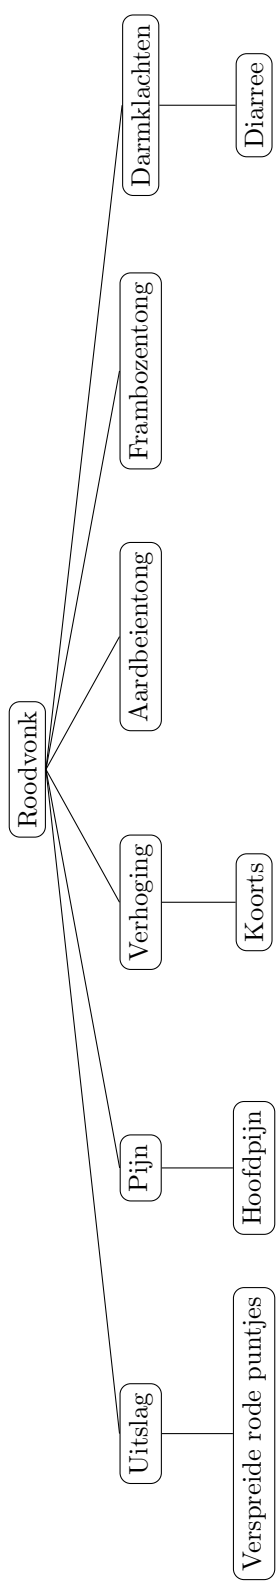 Roodvonk
Uitslag
Pijn
Verhoging
Aardbeientong
Frambozentong
Darmklachten
Verspreide rode puntjes
Hoofdpijn
Koorts
Diarree